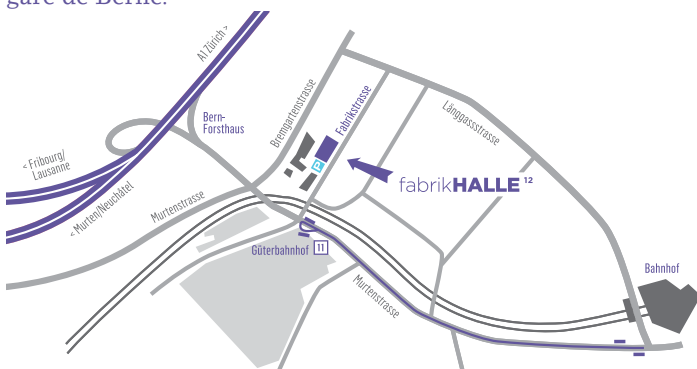 gare de Berne.
A1 Zürich >
Bern-
Forsthaus
Bremgartenstrasse
Fabrikstrasse
Länggassstrasse
< Fribourg/
Lausanne
P
fabrikHALLE 12
< Murten/Neuchâtel
Murtenstrasse
Güterbahnhof 11
Bahnhof
Murtenstrasse